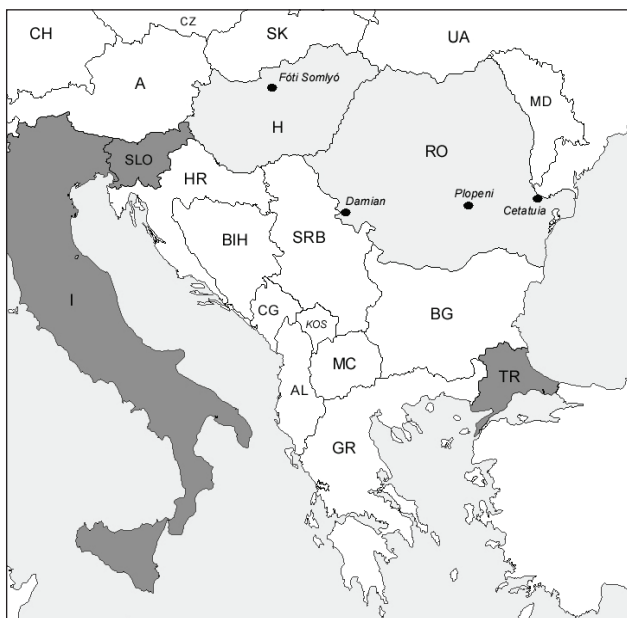 CZ
CH
SK
UA
A
Fóti Somlyó
MD
H
RO
SLO
HR
Damian
Plopeni
Cetatuia
BIH
SRB
I
CG
KOS
BG
MC
TR
AL
GR